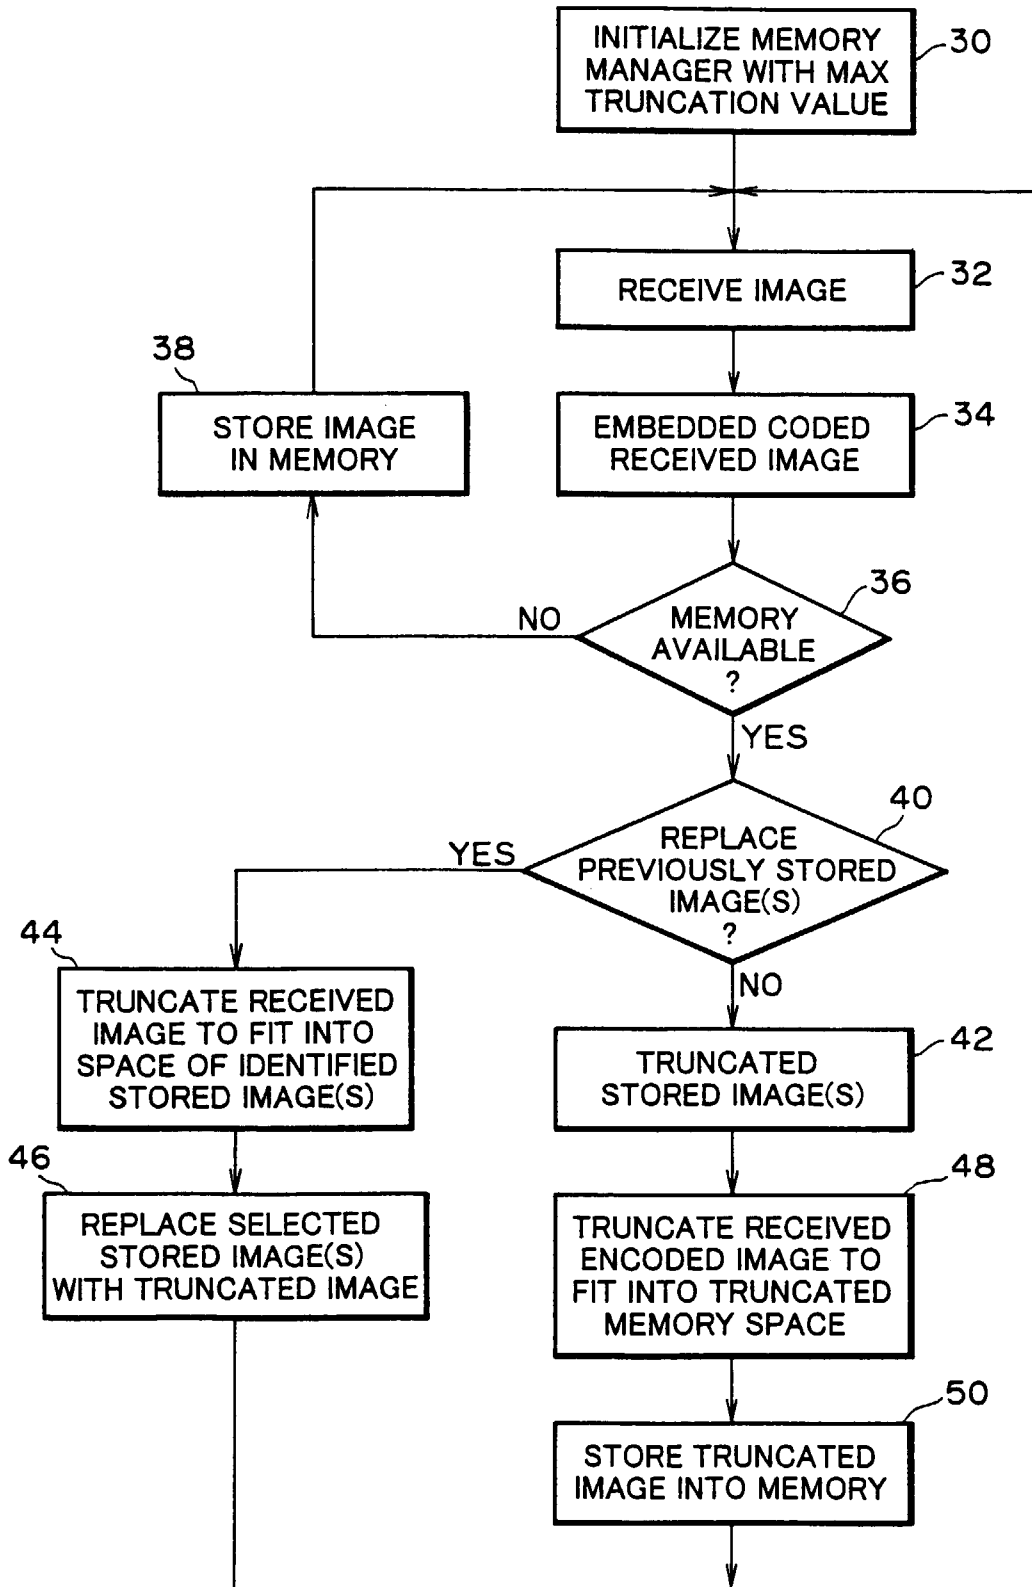 INITIALIZE MEMORY
MANAGER WITH MAX
TRUNCATION VALUE
30
RECEIVE IMAGE
32
38
STORE IMAGE
IN MEMORY
EMBEDDED CODED
RECEIVED IMAGE
34
NO
MEMORY
AVAILABLE
?
36
YES
YES
REPLACE
PREVIOUSLY STORED
IMAGE(S)
?
40
NO
44
TRUNCATE RECEIVED
IMAGE TO FIT INTO
SPACE OF IDENTIFIED
STORED IMAGE(S)
TRUNCATED
STORED IMAGE(S)
42
46
REPLACE SELECTED
STORED IMAGE(S)
WITH TRUNCATED IMAGE
TRUNCATE RECEIVED
ENCODED IMAGE TO
FIT INTO TRUNCATED
MEMORY SPACE
48
STORE TRUNCATED
IMAGE INTO MEMORY
50